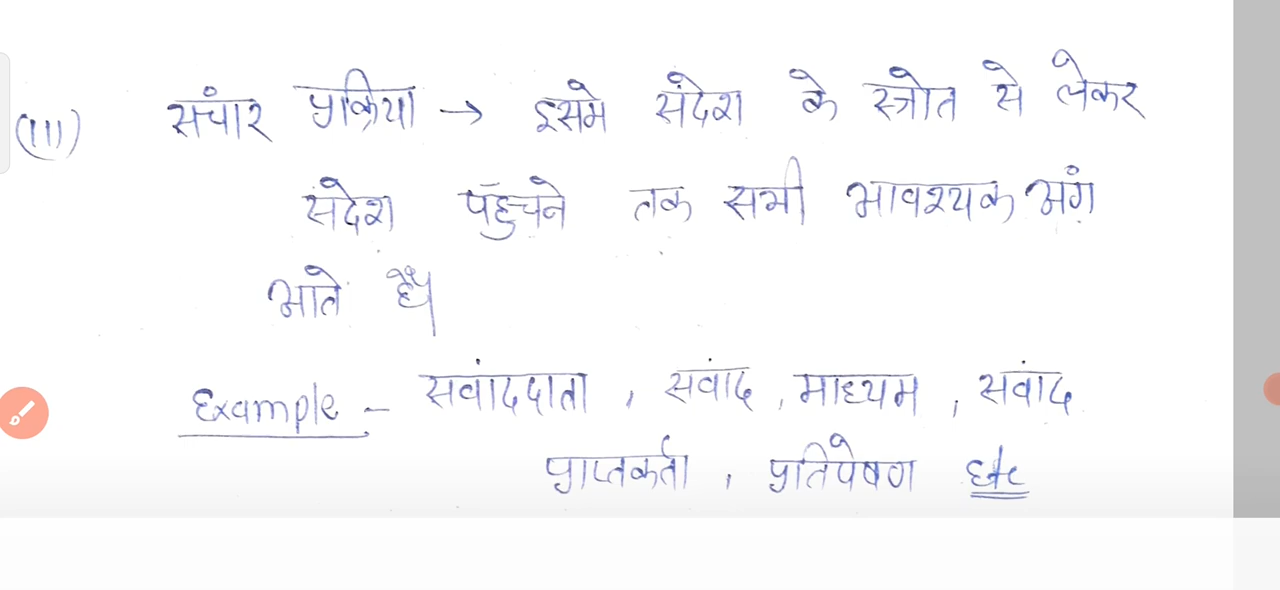 (111) संचार प्रक्रिया → इसमे संदेश के स्त्रोत से लेकर
संदेश पहुँचने तक सभी आवश्यक अंग
आते हैं।
Example - सवांददाता , सवांद , माध्यम , सवांद
प्राप्तकर्ता , प्रतिपेषण etc